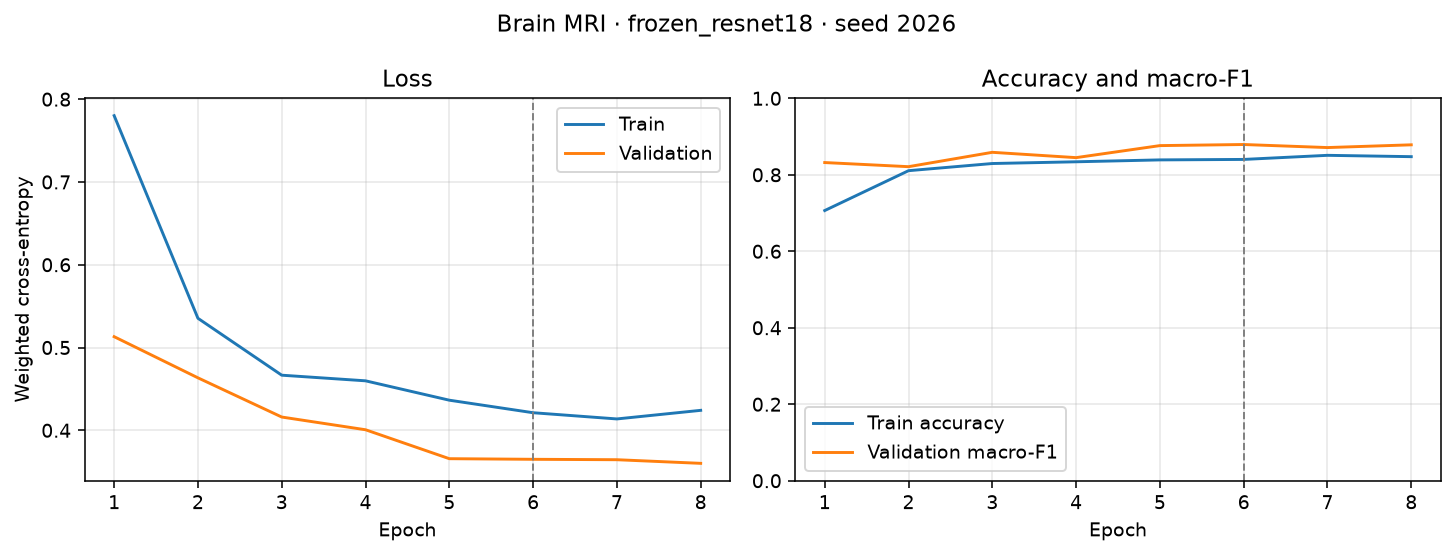 Brain MRI · frozen_resnet18 · seed 2026
Loss
Weighted cross-entropy
0.8
0.7
0.6
0.5
0.4
Train
Validation
1 2 3 4 5 6 7 8
Epoch
Accuracy and macro-F1
1.0
0.8
0.6
0.4
0.2
0.0
Train accuracy
Validation macro-F1
1 2 3 4 5 6 7 8
Epoch